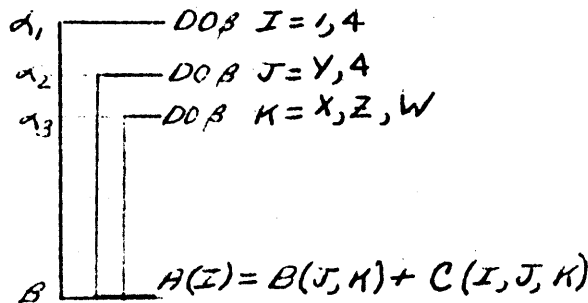 α₁ DO β I = 1, 4
α₂ DO β J = Y, 4
α₃ DO β K = X, Z, W
β A(I) = B(J, K) + C(I, J, K)